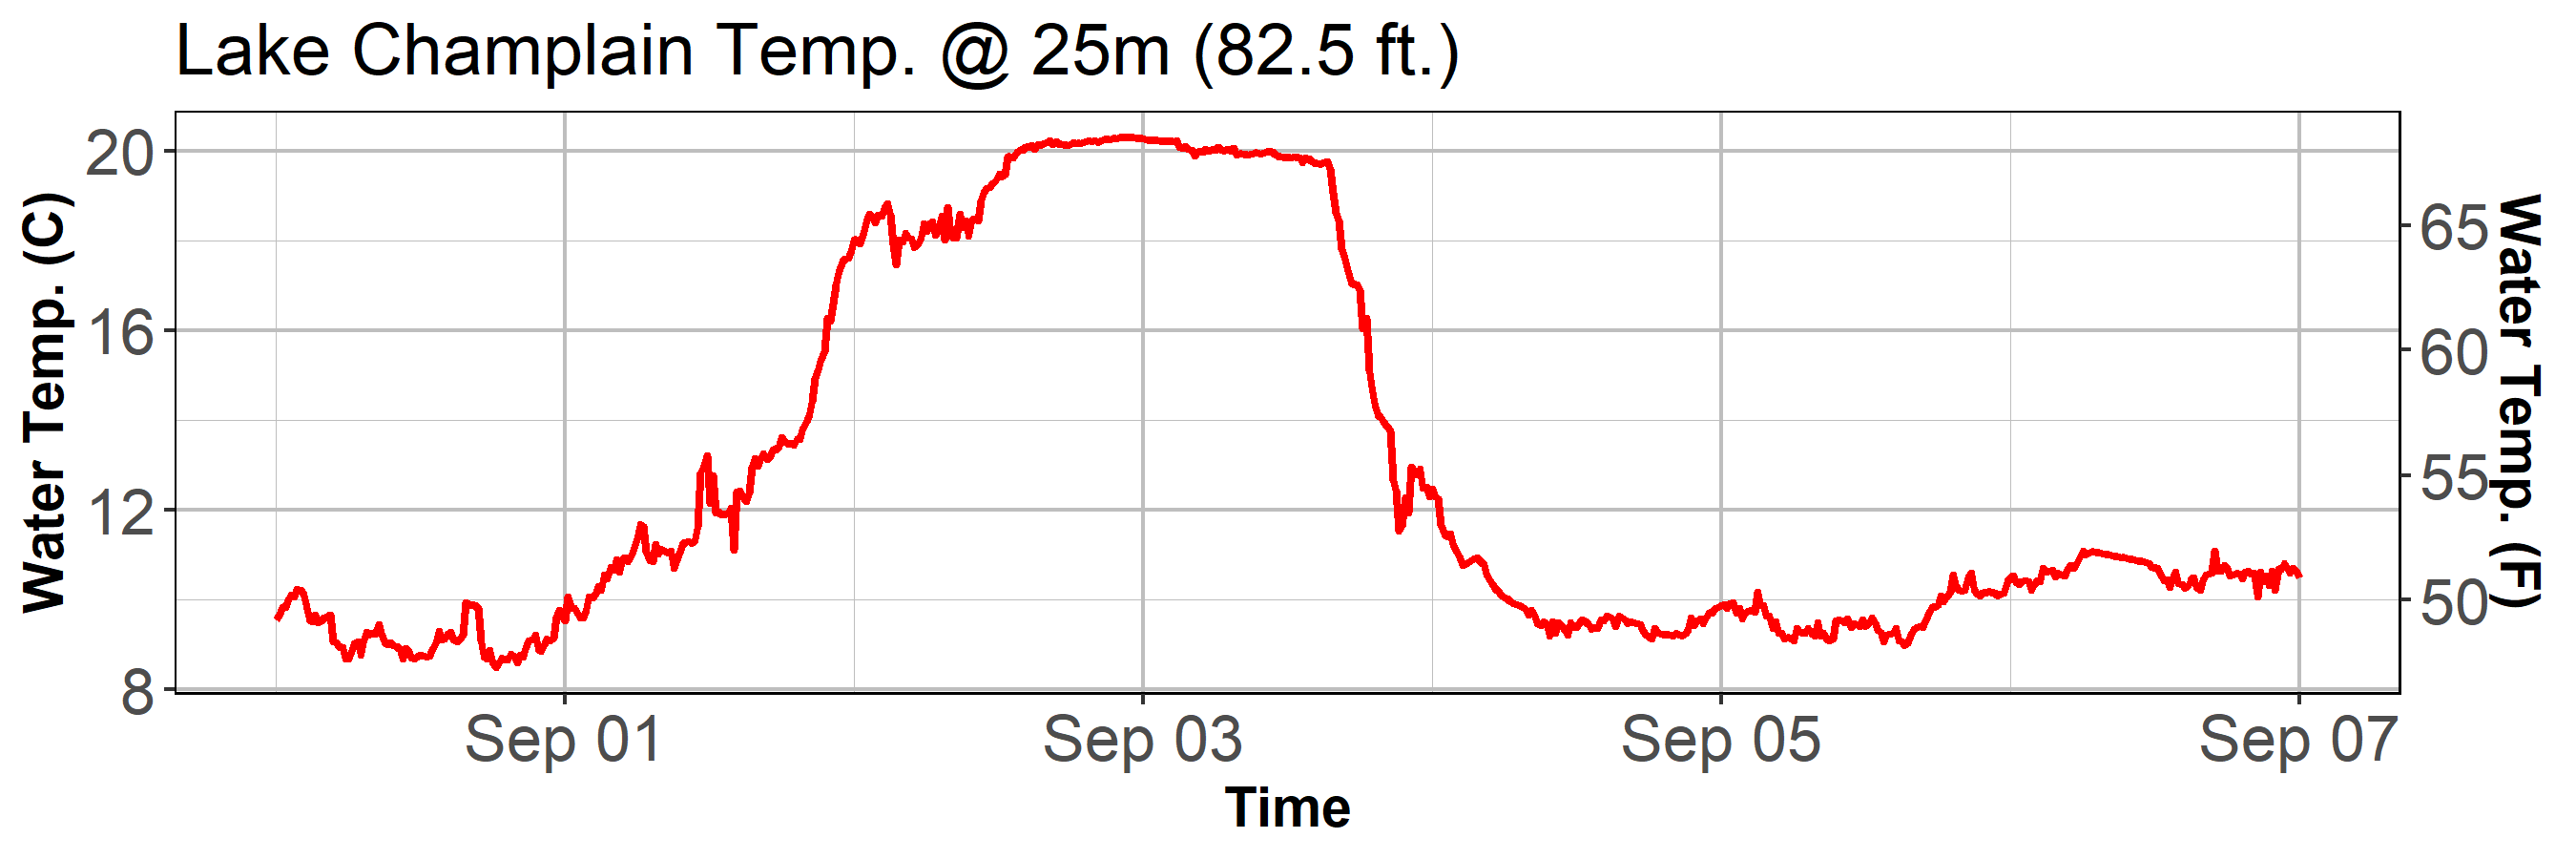 Lake Champlain Temp. @ 25m (82.5 ft.)
Water Temp. (C)
20
16
12
8
65
60
55
50
Water Temp. (F)
Sep 01 Sep 03 Sep 05 Sep 07
Time